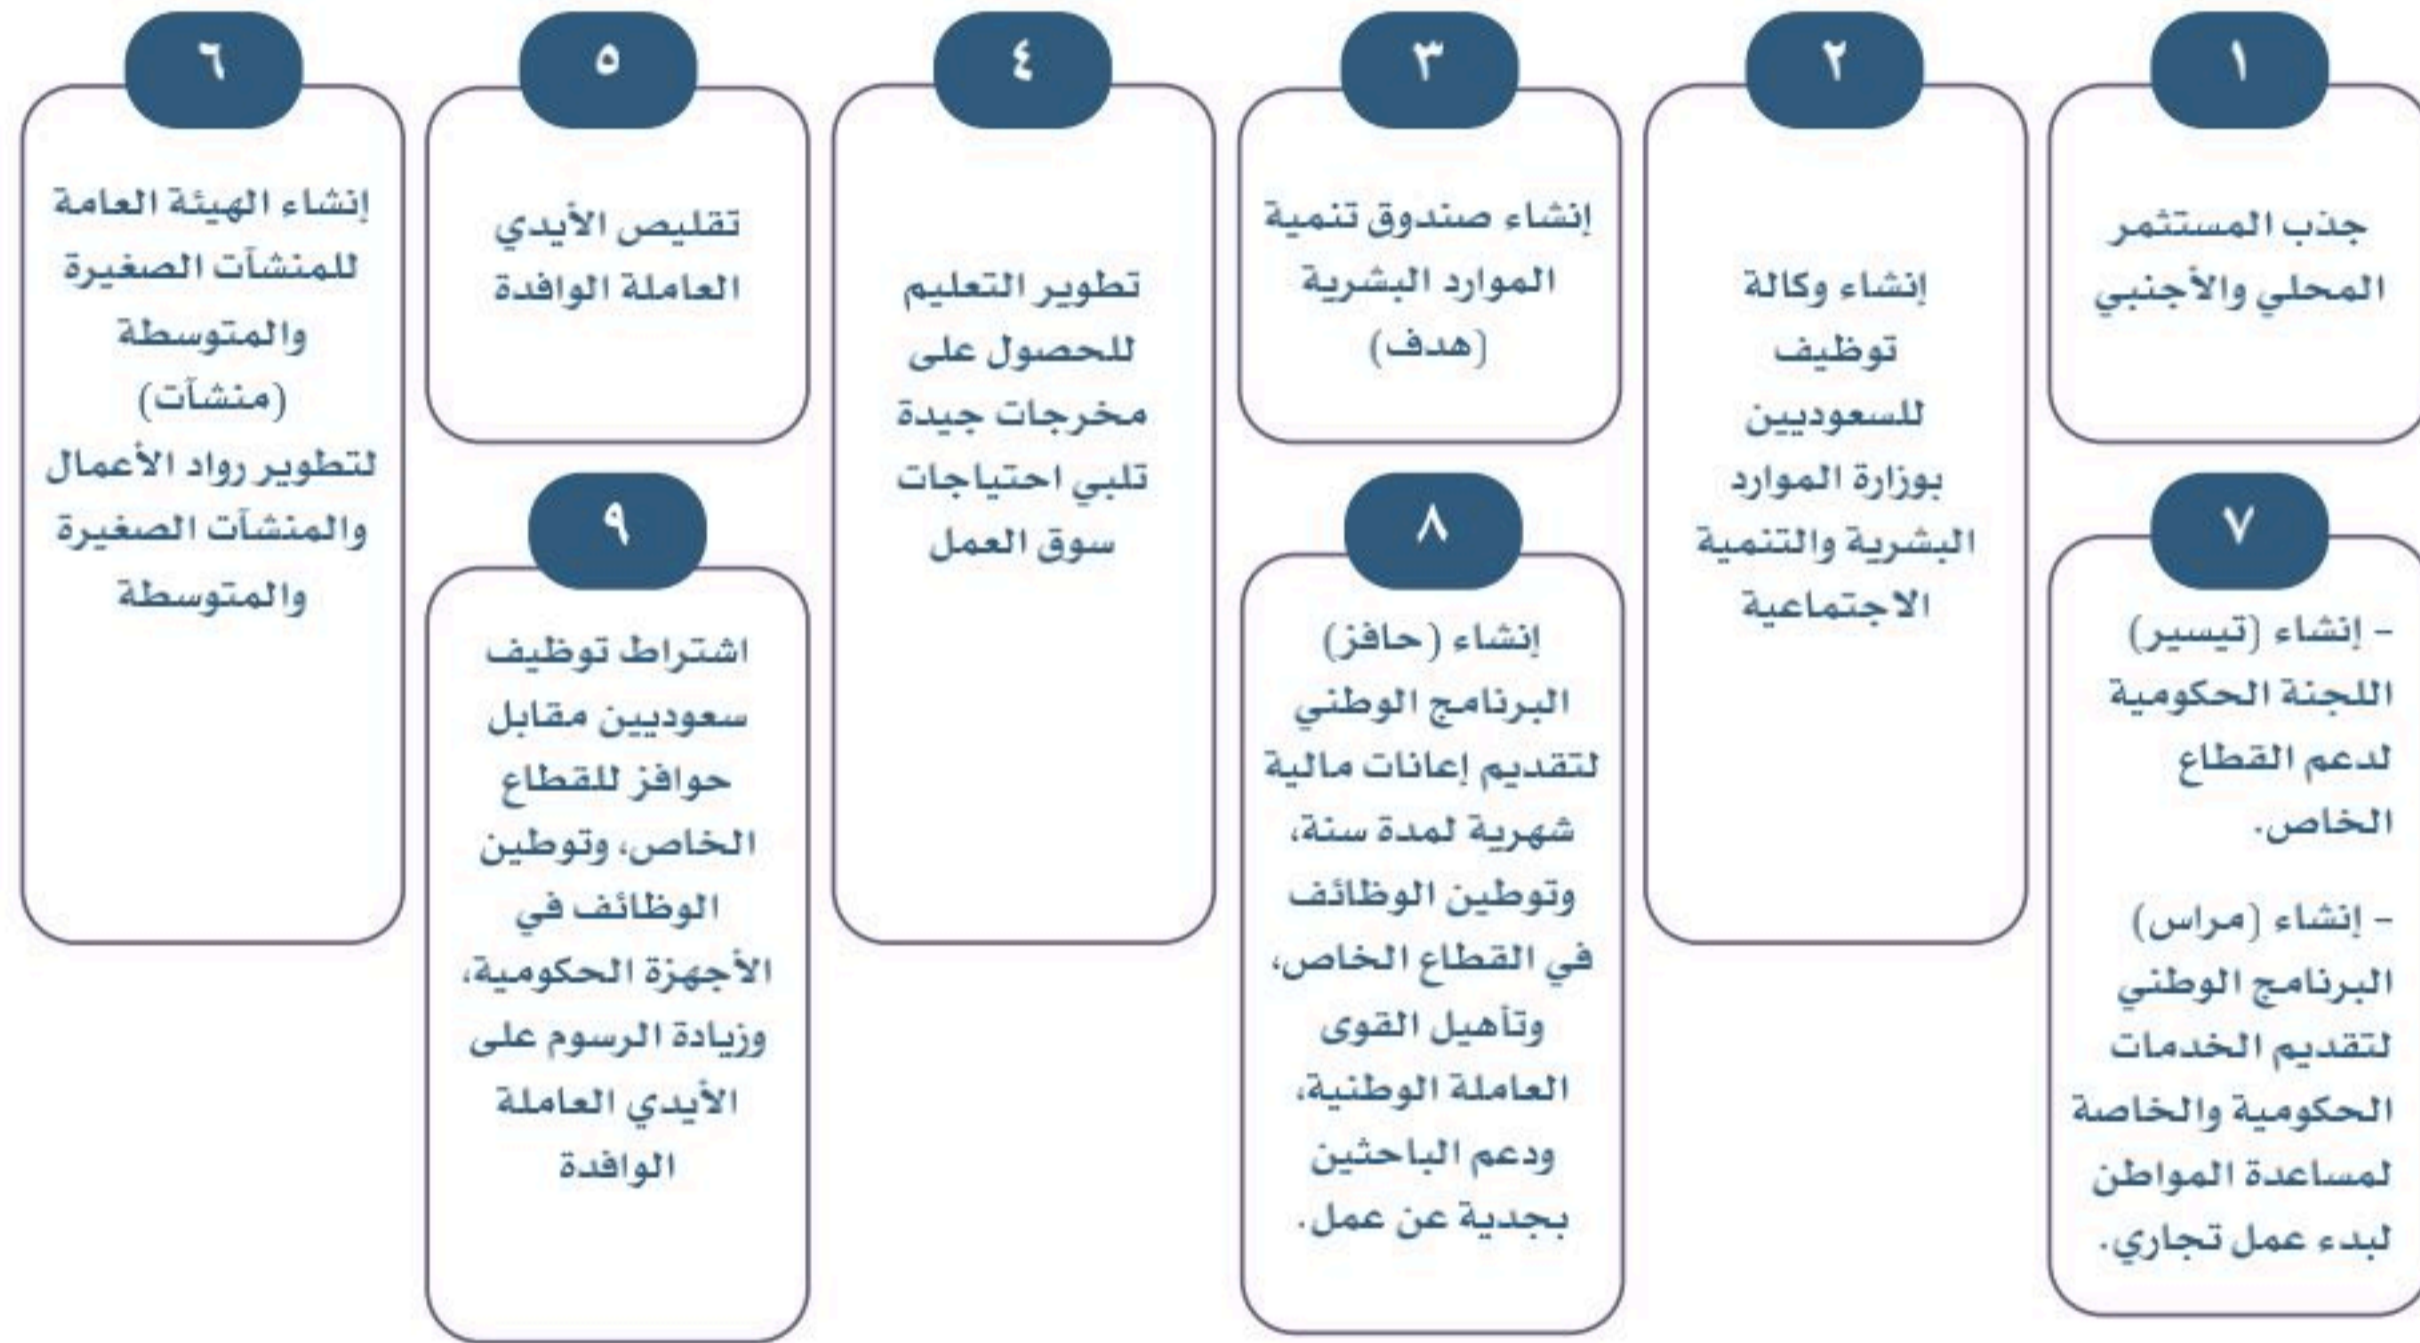 ١
جذب المستثمر
المحلي والأجنبي
٢
إنشاء وكالة
توظيف
للسعوديين
بوزارة الموارد
البشرية والتنمية
الاجتماعية
٣
إنشاء صندوق تنمية
الموارد البشرية
(هدف)
٤
تطوير التعليم
للحصول على
مخرجات جيدة
تلبي احتياجات
سوق العمل
٥
تقليص الأيدي
العاملة الوافدة
٦
إنشاء الهيئة العامة
للمنشآت الصغيرة
والمتوسطة
(منشآت)
لتطوير رواد الأعمال
والمنشآت الصغيرة
والمتوسطة
٧
– إنشاء (تيسير)
اللجنة الحكومية
لدعم القطاع
الخاص.
– إنشاء (مراس)
البرنامج الوطني
لتقديم الخدمات
الحكومية والخاصة
لمساعدة المواطن
لبدء عمل تجاري.
٨
إنشاء (حافز)
البرنامج الوطني
لتقديم إعانات مالية
شهرية لمدة سنة،
وتوطين الوظائف
في القطاع الخاص،
وتأهيل القوى
العاملة الوطنية،
ودعم الباحثين
بجدية عن عمل.
٩
اشتراط توظيف
سعوديين مقابل
حوافز للقطاع
الخاص، وتوطين
الوظائف في
الأجهزة الحكومية،
وزيادة الرسوم على
الأيدي العاملة
الوافدة